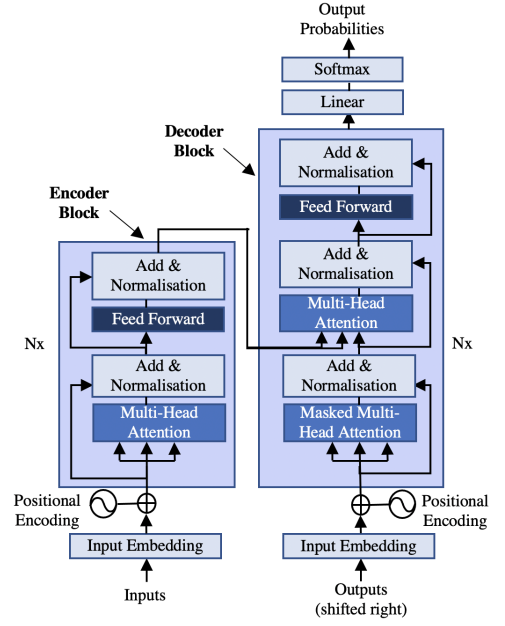 Output
Probabilities
Softmax
Linear
Decoder
Block
Add &
Normalisation
Feed Forward
Add &
Normalisation
Multi-Head
Attention
Nx
Add &
Normalisation
Masked Multi-
Head Attention
Positional
Encoding
Input Embedding
Outputs
(shifted right)
Encoder
Block
Add &
Normalisation
Feed Forward
Nx
Add &
Normalisation
Multi-Head
Attention
Positional
Encoding
Input Embedding
Inputs